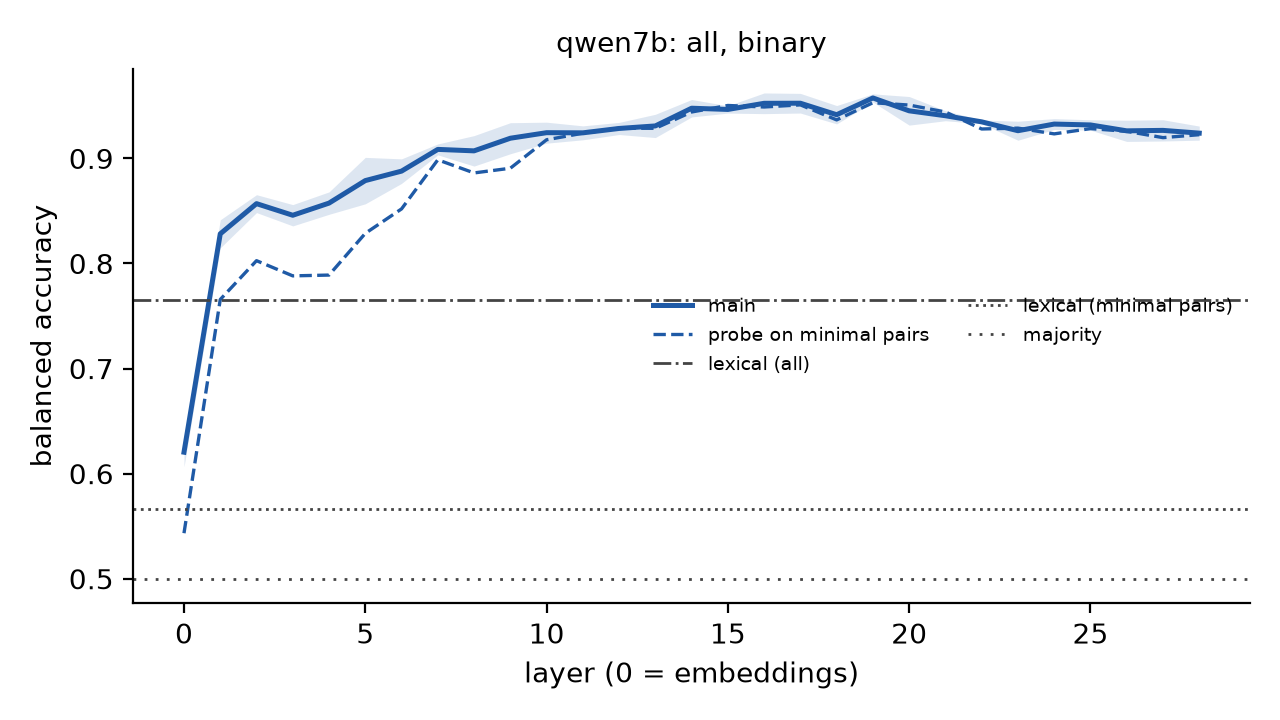 qwen7b: all, binary
balanced accuracy
0.9
0.8
0.7
0.6
0.5
main
probe on minimal pairs
lexical (all)
lexical (minimal pairs)
majority
0 5 10 15 20 25
layer (0 = embeddings)